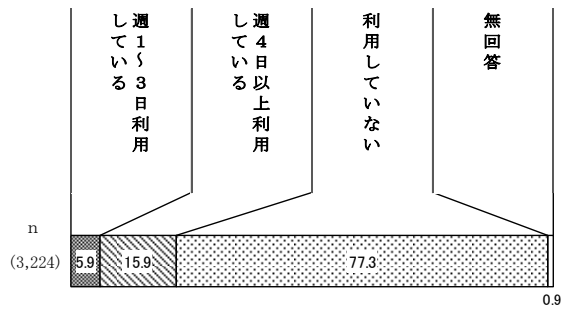 週１～３日利用
している
週４日以上利用
している
利用していない
無回答
n
(3,224)
5.9
15.9
77.3
0.9